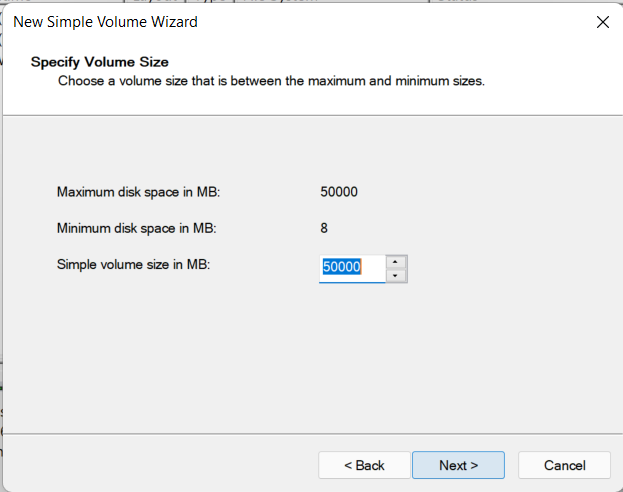 New Simple Volume Wizard
Specify Volume Size
Choose a volume size that is between the maximum and minimum sizes.
Maximum disk space in MB: 50000
Minimum disk space in MB: 8
Simple volume size in MB: 50000
< Back Next > Cancel